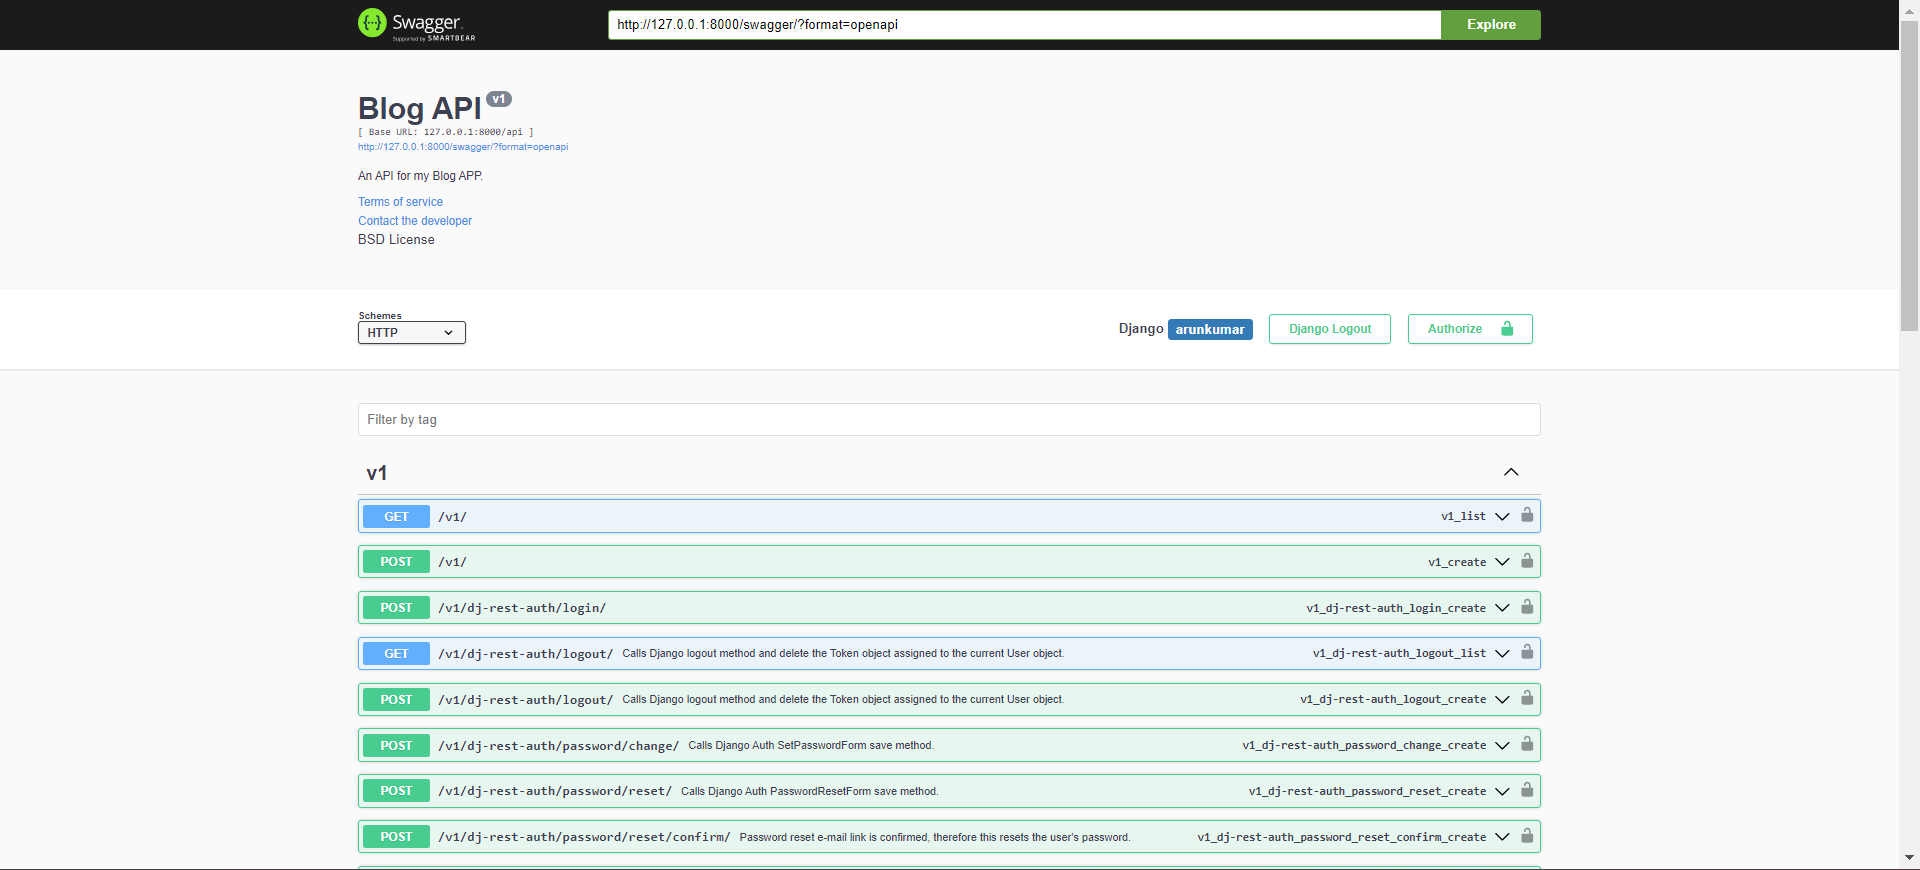 Swagger.
Supported by SMARTBEAR
http://127.0.0.1:8000/swagger/?format=openapi
Explore
Blog API v1
[ Base URL: 127.0.0.1:8000/api ]
http://127.0.0.1:8000/swagger/?format=openapi
An API for my Blog APP.
Terms of service
Contact the developer
BSD License
Schemes
HTTP
Django arunkumar
Django Logout
Authorize
Filter by tag
v1
GET /v1/ v1_list
POST /v1/ v1_create
POST /v1/dj-rest-auth/login/ v1_dj-rest-auth_login_create
GET /v1/dj-rest-auth/logout/ Calls Django logout method and delete the Token object assigned to the current User object. v1_dj-rest-auth_logout_list
POST /v1/dj-rest-auth/logout/ Calls Django logout method and delete the Token object assigned to the current User object. v1_dj-rest-auth_logout_create
POST /v1/dj-rest-auth/password/change/ Calls Django Auth SetPasswordForm save method. v1_dj-rest-auth_password_change_create
POST /v1/dj-rest-auth/password/reset/ Calls Django Auth PasswordResetForm save method. v1_dj-rest-auth_password_reset_create
POST /v1/dj-rest-auth/password/reset/confirm/ Password reset e-mail link is confirmed, therefore this resets the user's password. v1_dj-rest-auth_password_reset_confirm_create